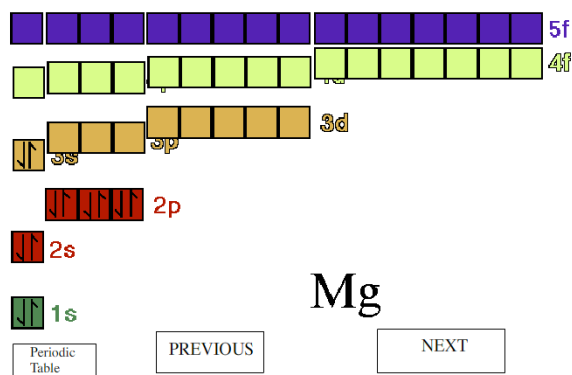 5f
4f
3d
3s
3p
2p
2s
1s
Mg
Periodic
Table
PREVIOUS
NEXT